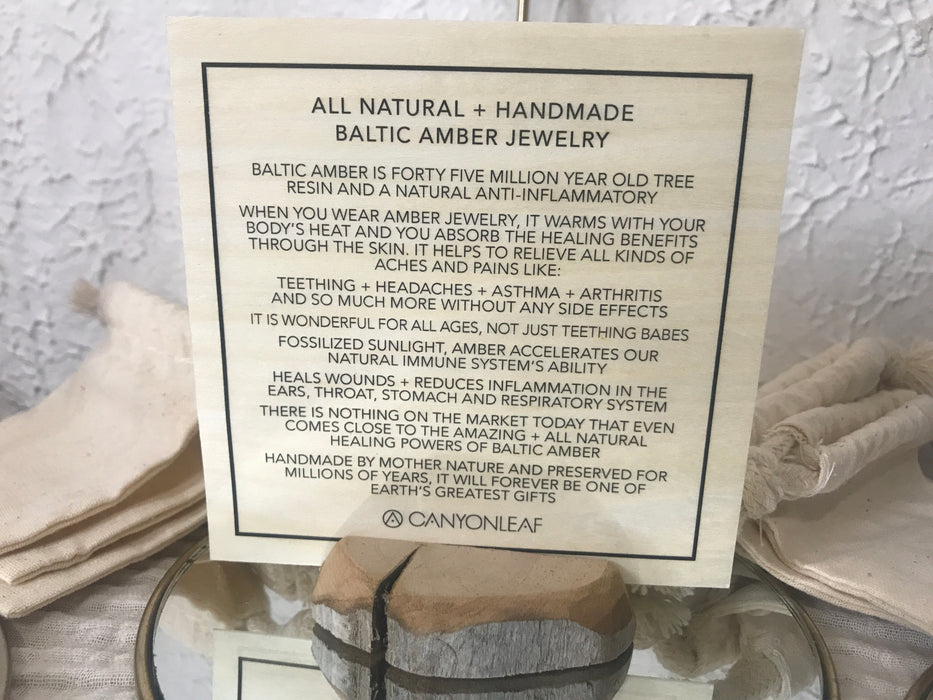 ALL NATURAL + HANDMADE
BALTIC AMBER JEWELRY
BALTIC AMBER IS FORTY FIVE MILLION YEAR OLD TREE
RESIN AND A NATURAL ANTI-INFLAMMATORY
WHEN YOU WEAR AMBER JEWELRY, IT WARMS WITH YOUR
BODY'S HEAT AND YOU ABSORB THE HEALING BENEFITS
THROUGH THE SKIN. IT HELPS TO RELIEVE ALL KINDS OF
ACHES AND PAINS LIKE:
TEETHING + HEADACHES + ASTHMA + ARTHRITIS
AND SO MUCH MORE WITHOUT ANY SIDE EFFECTS
IT IS WONDERFUL FOR ALL AGES, NOT JUST TEETHING BABES
FOSSILIZED SUNLIGHT, AMBER ACCELERATES OUR
NATURAL IMMUNE SYSTEM'S ABILITY
HEALS WOUNDS + REDUCES INFLAMMATION IN THE
EARS, THROAT, STOMACH AND RESPIRATORY SYSTEM
THERE IS NOTHING ON THE MARKET TODAY THAT EVEN
COMES CLOSE TO THE AMAZING + ALL NATURAL
HEALING POWERS OF BALTIC AMBER
HANDMADE BY MOTHER NATURE AND PRESERVED FOR
MILLIONS OF YEARS, IT WILL FOREVER BE ONE OF
EARTH'S GREATEST GIFTS
CANYONLEAF